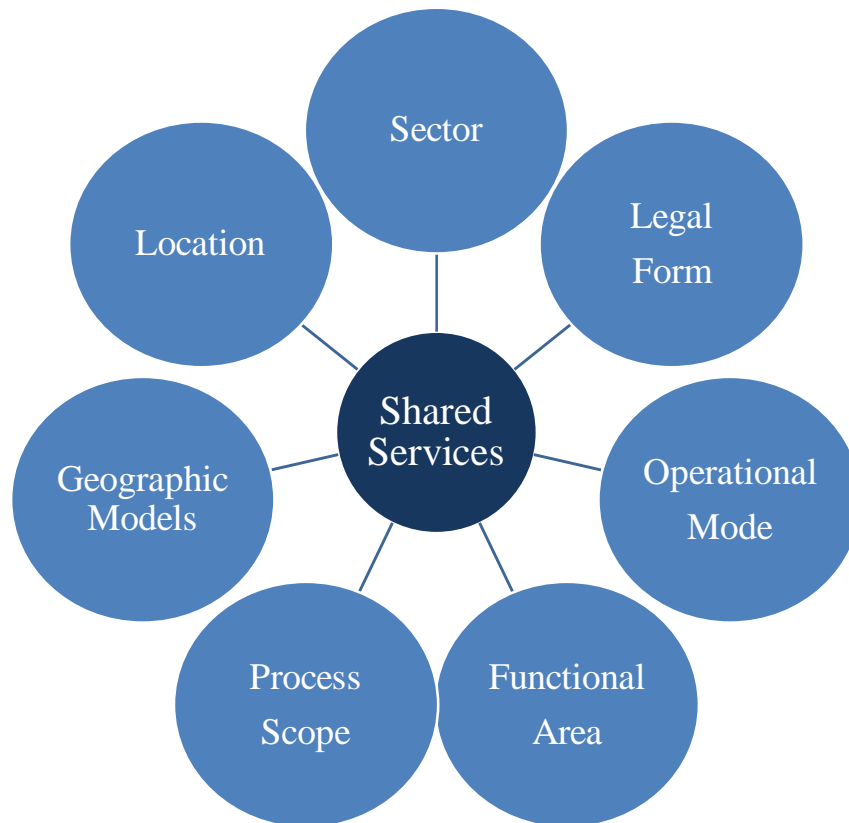 Sector
Legal
Form
Location
Shared
Services
Geographic
Models
Operational
Mode
Process
Scope
Functional
Area